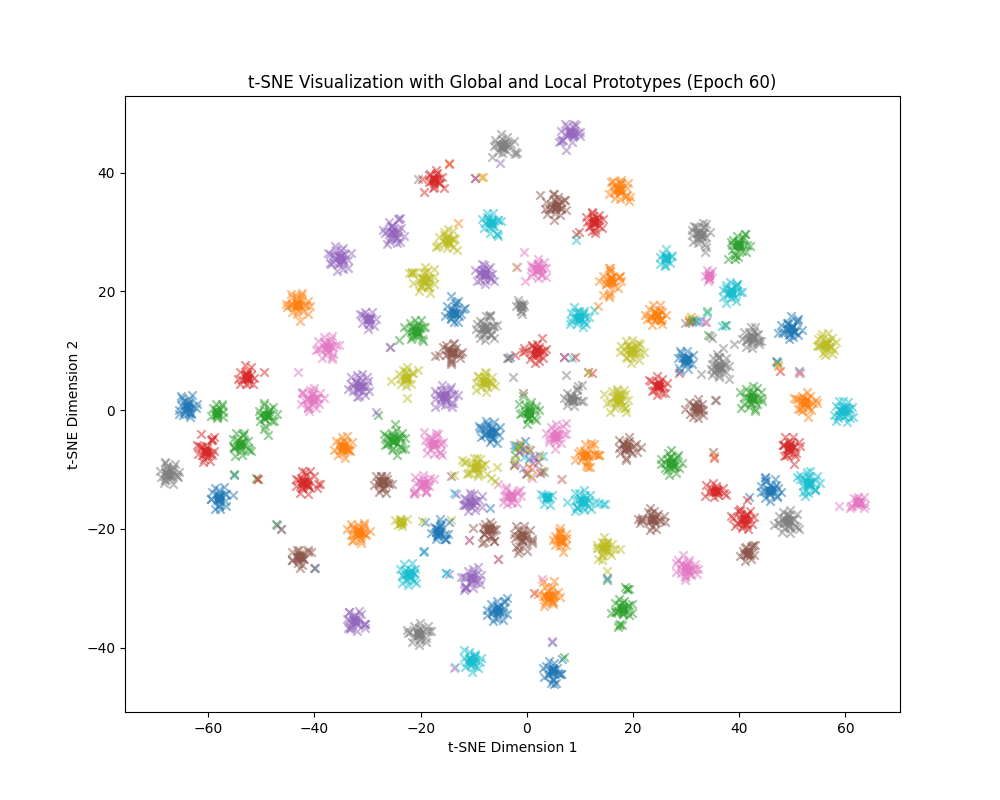 t-SNE Visualization with Global and Local Prototypes (Epoch 60)
40
20
0
−20
−40
t-SNE Dimension 2
−60 −40 −20 0 20 40 60
t-SNE Dimension 1